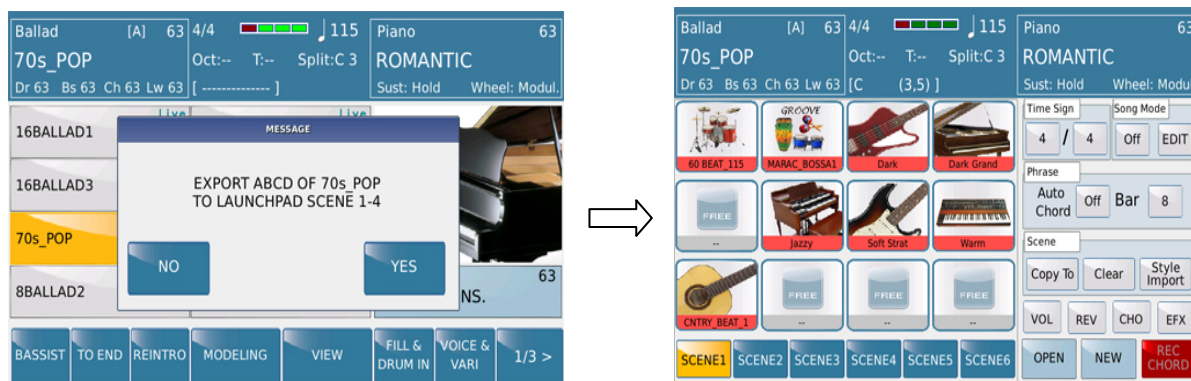 Ballad [A] 63 4/4 115 Piano 63
70s_POP Oct:-- T:-- Split:C 3 ROMANTIC
Dr 63 Bs 63 Ch 63 Lw 63 [ -------------- ] Sust: Hold Wheel: Modul.
Live Live
16BALLAD1
16BALLAD3
70s_POP
8BALLAD2
MESSAGE
EXPORT ABCD OF 70s_POP
TO LAUNCHPAD SCENE 1-4
NO YES
63
NS.
BASSIST TO END REINTRO MODELING VIEW FILL & DRUM IN VOICE & VARI 1/3 >
Ballad [A] 63 4/4 115 Piano 63
70s_POP Oct:-- T:-- Split:C 3 ROMANTIC
Dr 63 Bs 63 Ch 63 Lw 63 [C (3,5) ] Sust: Hold Wheel: Modul
GROOVE
60 BEAT_115 MARAC_BOSSA1 Dark Dark Grand
FREE
-- Jazzy Soft Strat Warm
FREE FREE FREE
CNTRY_BEAT_1 -- -- --
SCENE1 SCENE2 SCENE3 SCENE4 SCENE5 SCENE6
Time Sign Song Mode
4 / 4 Off EDIT
Phrase
Auto Chord Off Bar 8
Scene
Copy To Clear Style Import
VOL REV CHO EFX
OPEN NEW REC CHORD